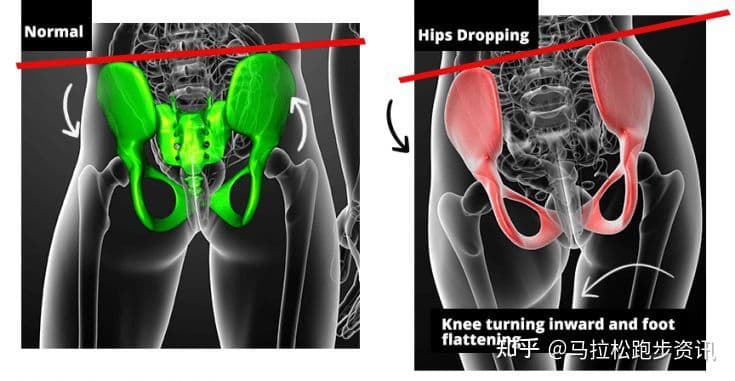 Normal
Hips Dropping
Knee turning inward and foot
flattening
知乎 @马拉松跑步资讯